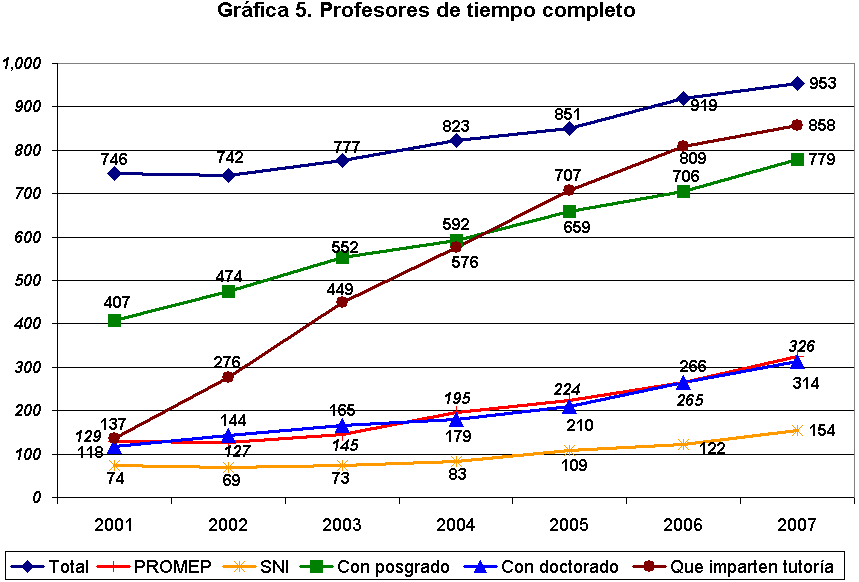 Gráfica 5. Profesores de tiempo completo
1,000
900
800
700
600
500
400
300
200
100
0
746 742 777 823 851 919 953
137 276 449 576 707 809 858
407 474 552 592 659 706 779
129 127 145 195 224 265 326
118 144 165 179 210 266 314
74 69 73 83 109 122 154
2001 2002 2003 2004 2005 2006 2007
Total PROMEP SNI Con posgrado Con doctorado Que imparten tutoría